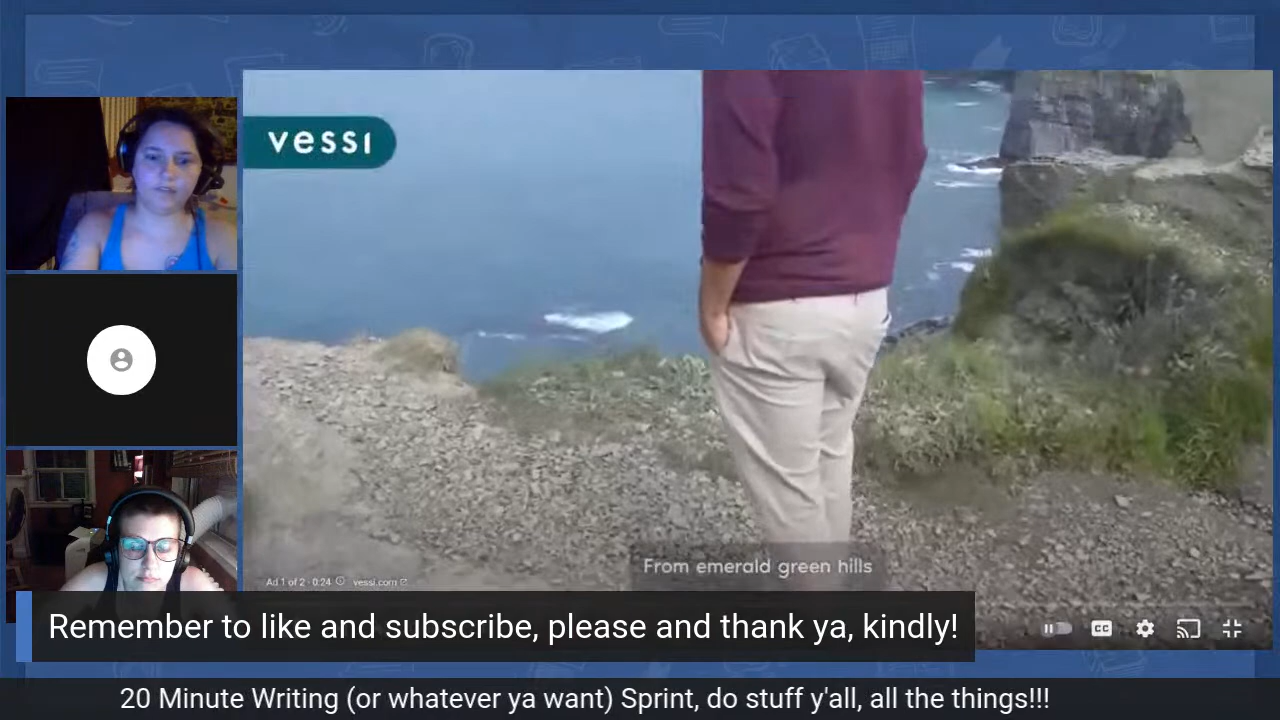 vessi
From emerald green hills
Ad 1 of 2 · 0:24 vessi.com
CC
Remember to like and subscribe, please and thank ya, kindly!
20 Minute Writing (or whatever ya want) Sprint, do stuff y'all, all the things!!!